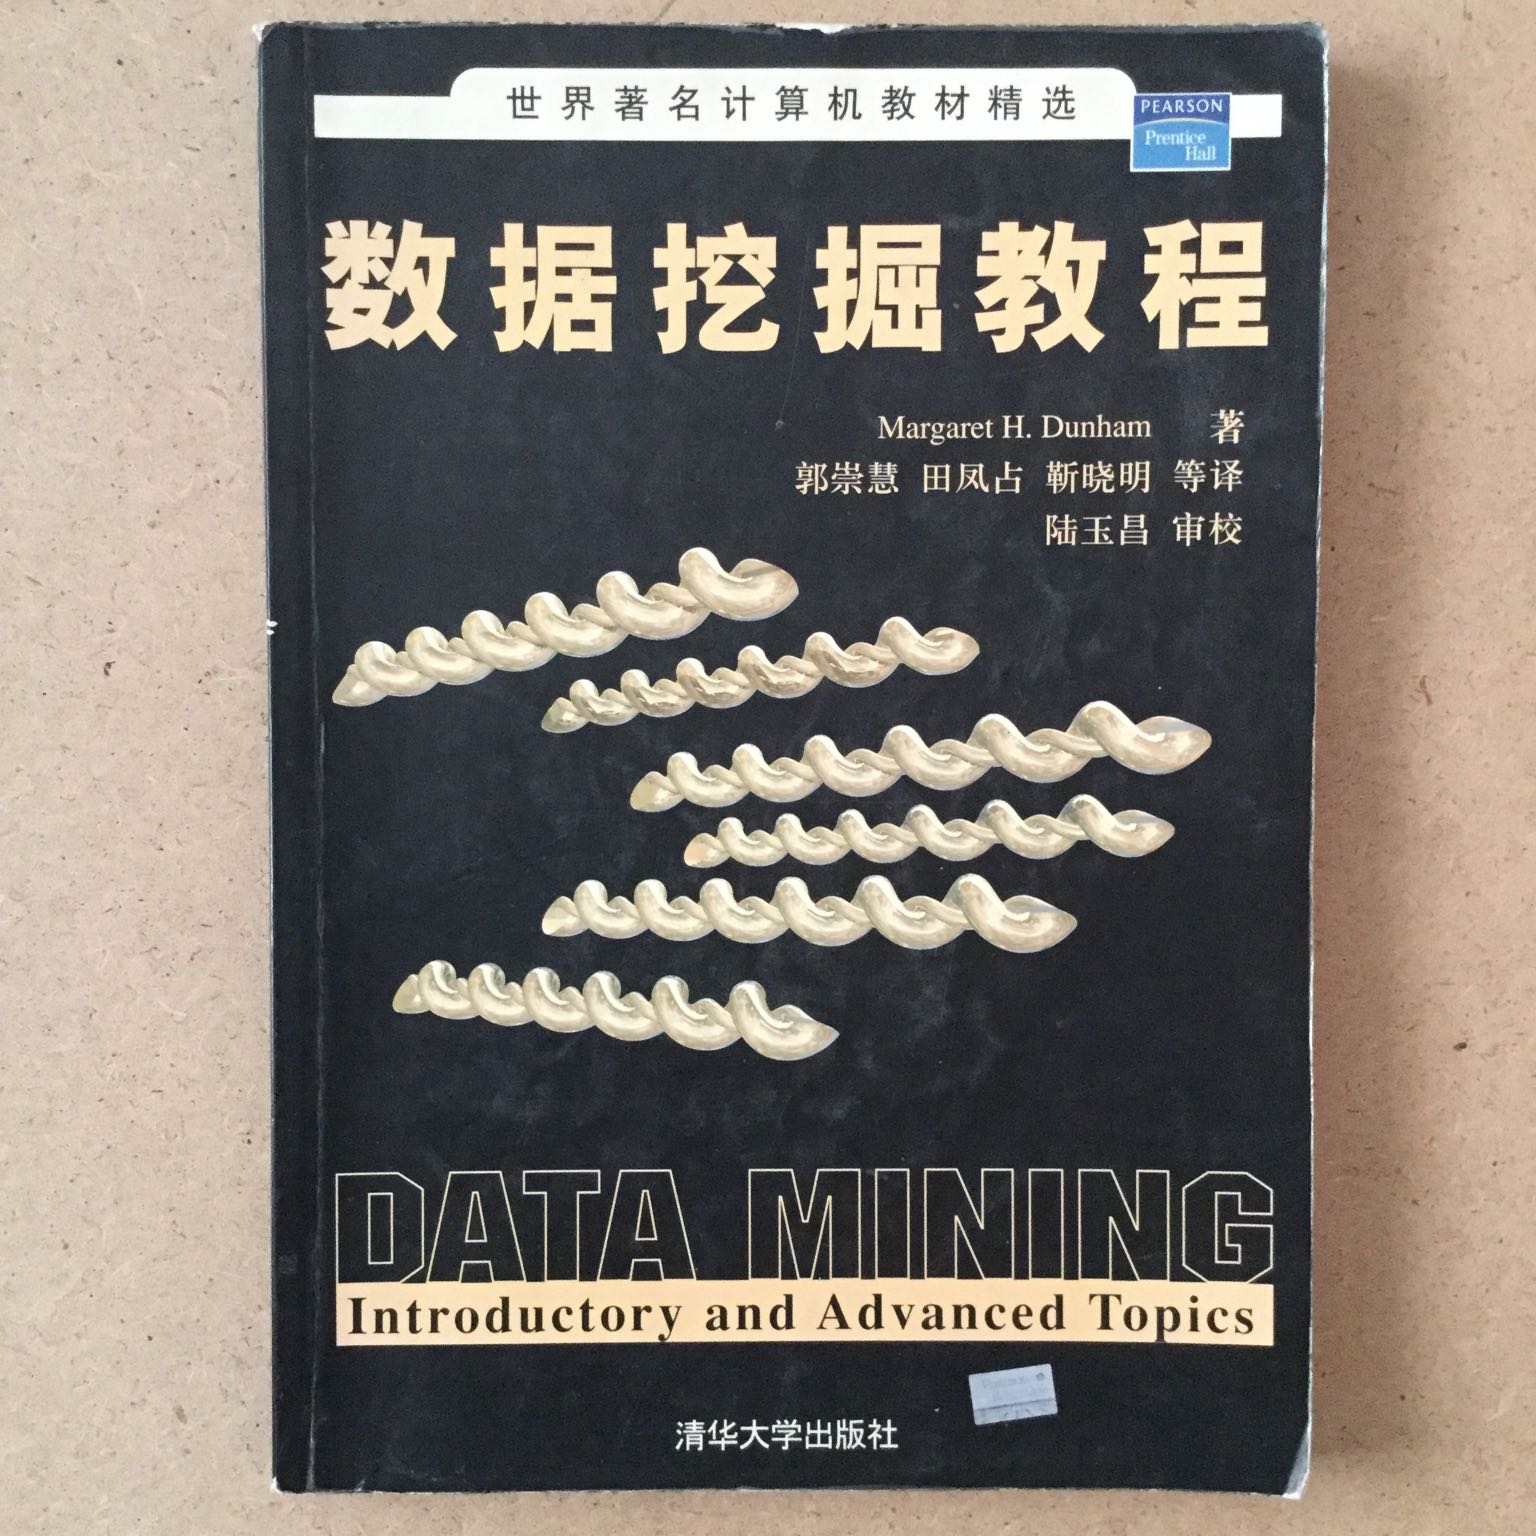 世界著名计算机教材精选
PEARSON
Prentice
Hall
数据挖掘教程
Margaret H. Dunham 著
郭崇慧 田凤占 靳晓明 等译
陆玉昌 审校
DATA MINING
Introductory and Advanced Topics
清华大学出版社